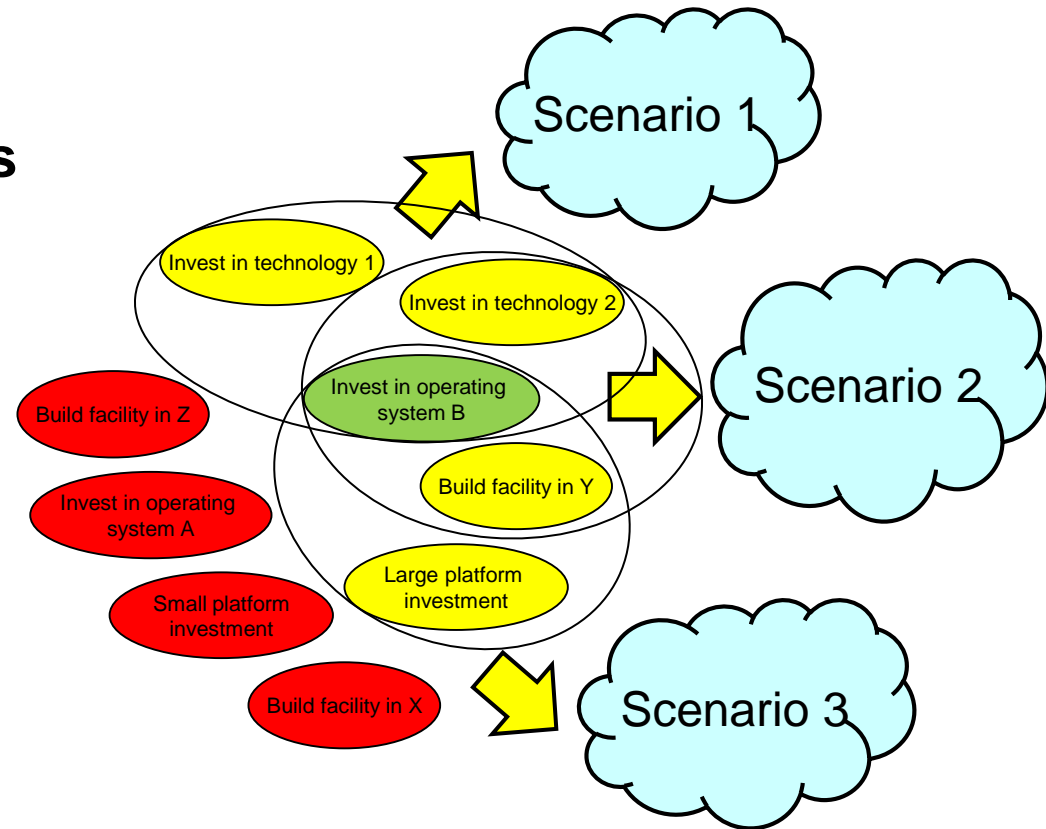 s
Scenario 1
Invest in technology 1
Invest in technology 2
Invest in operating
system B
Scenario 2
Build facility in Z
Build facility in Y
Invest in operating
system A
Large platform
investment
Small platform
investment
Build facility in X
Scenario 3